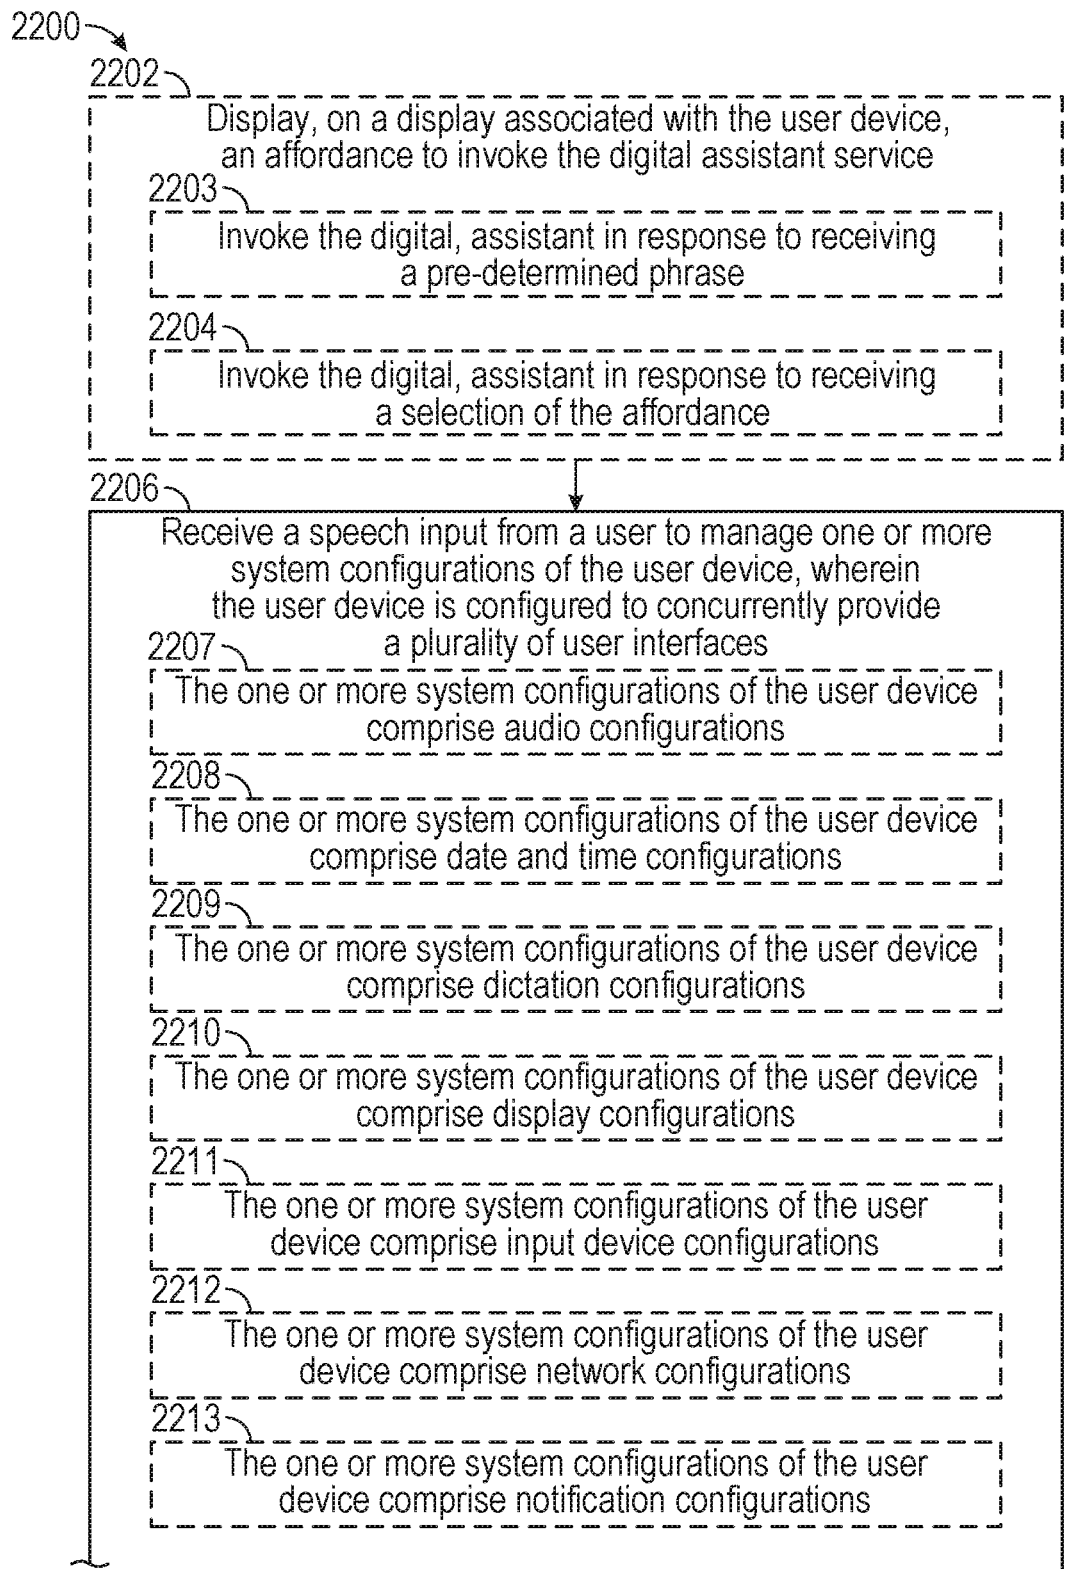 2200
2202
Display, on a display associated with the user device,
an affordance to invoke the digital assistant service
2203
Invoke the digital, assistant in response to receiving
a pre-determined phrase
2204
Invoke the digital, assistant in response to receiving
a selection of the affordance
2206
Receive a speech input from a user to manage one or more
system configurations of the user device, wherein
the user device is configured to concurrently provide
a plurality of user interfaces
2207
The one or more system configurations of the user device
comprise audio configurations
2208
The one or more system configurations of the user device
comprise date and time configurations
2209
The one or more system configurations of the user device
comprise dictation configurations
2210
The one or more system configurations of the user device
comprise display configurations
2211
The one or more system configurations of the user
device comprise input device configurations
2212
The one or more system configurations of the user
device comprise network configurations
2213
The one or more system configurations of the user
device comprise notification configurations